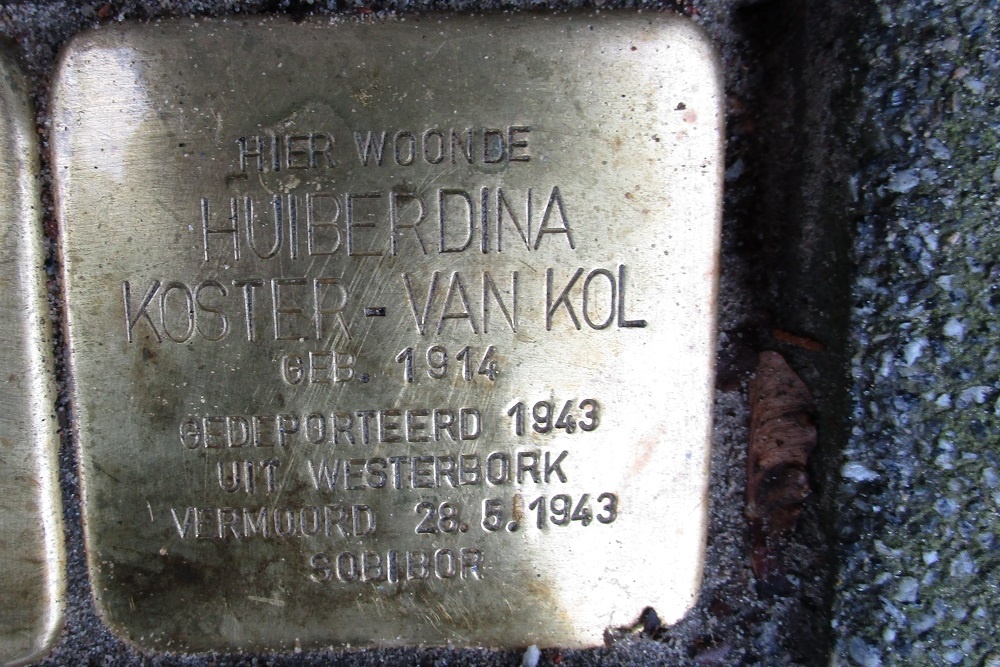 HIER WOONDE
HUIBERDINA
KOSTER-VAN KOL
GEB. 1914
GEDEPORTEERD 1943
UIT WESTERBORK
VERMOORD 28.5.1943
SOBIBOR